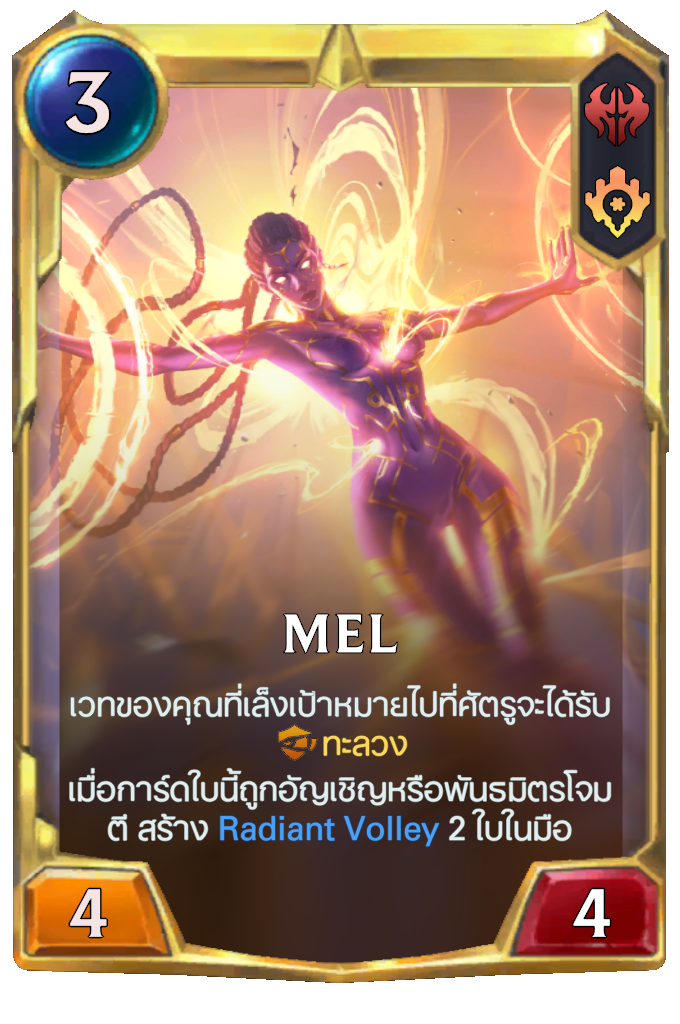 3
MEL
เวทของคุณที่เล็งเป้าหมายไปที่ศัตรูจะได้รับ
ทะลวง
เมื่อการ์ดใบนี้ถูกอัญเชิญหรือพันธมิตรโจม
ตี สร้าง Radiant Volley 2 ใบในมือ
4
4